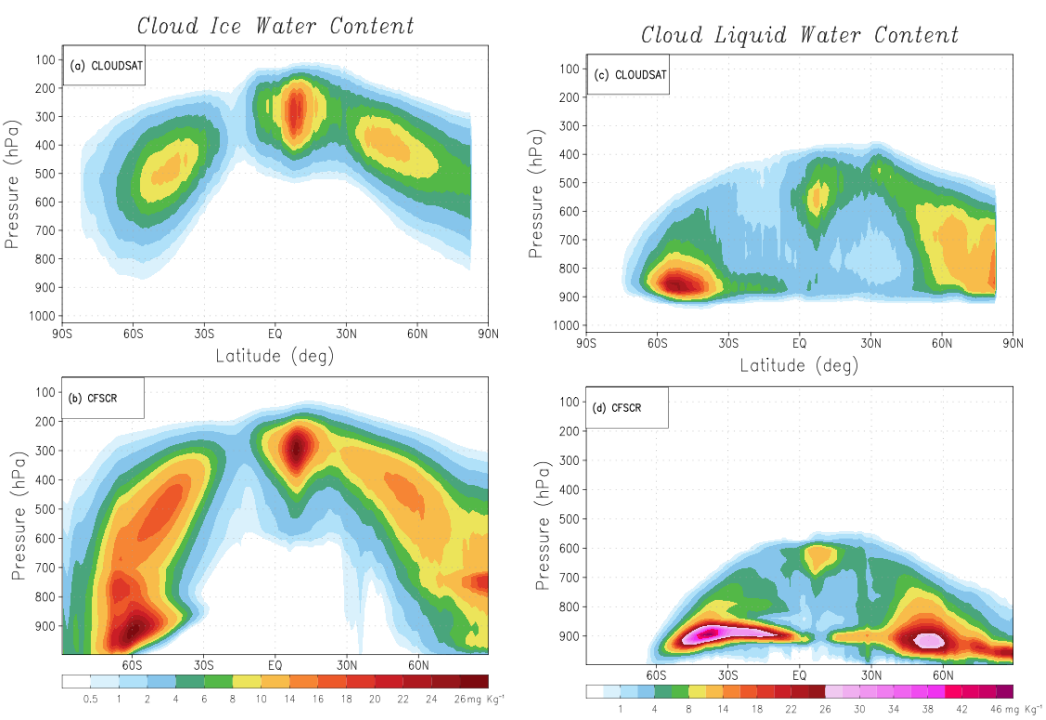 Cloud Ice Water Content
(a) CLOUDSAT
100
200
300
400
500
600
700
800
900
1000
Pressure (hPa)
90S 60S 30S EQ 30N 60N 90N
Latitude (deg)
Cloud Liquid Water Content
(c) CLOUDSAT
100
200
300
400
500
600
700
800
900
1000
Pressure (hPa)
90S 60S 30S EQ 30N 60N 90N
Latitude (deg)
(b) CFSCR
100
200
300
400
500
600
700
800
900
Pressure (hPa)
60S 30S EQ 30N 60N
0.5 1 2 4 6 8 10 14 16 18 20 22 24 26 mg Kg⁻¹
(d) CFSCR
100
200
300
400
500
600
700
800
900
Pressure (hPa)
60S 30S EQ 30N 60N
1 4 8 14 18 22 26 30 34 38 42 46 mg Kg⁻¹